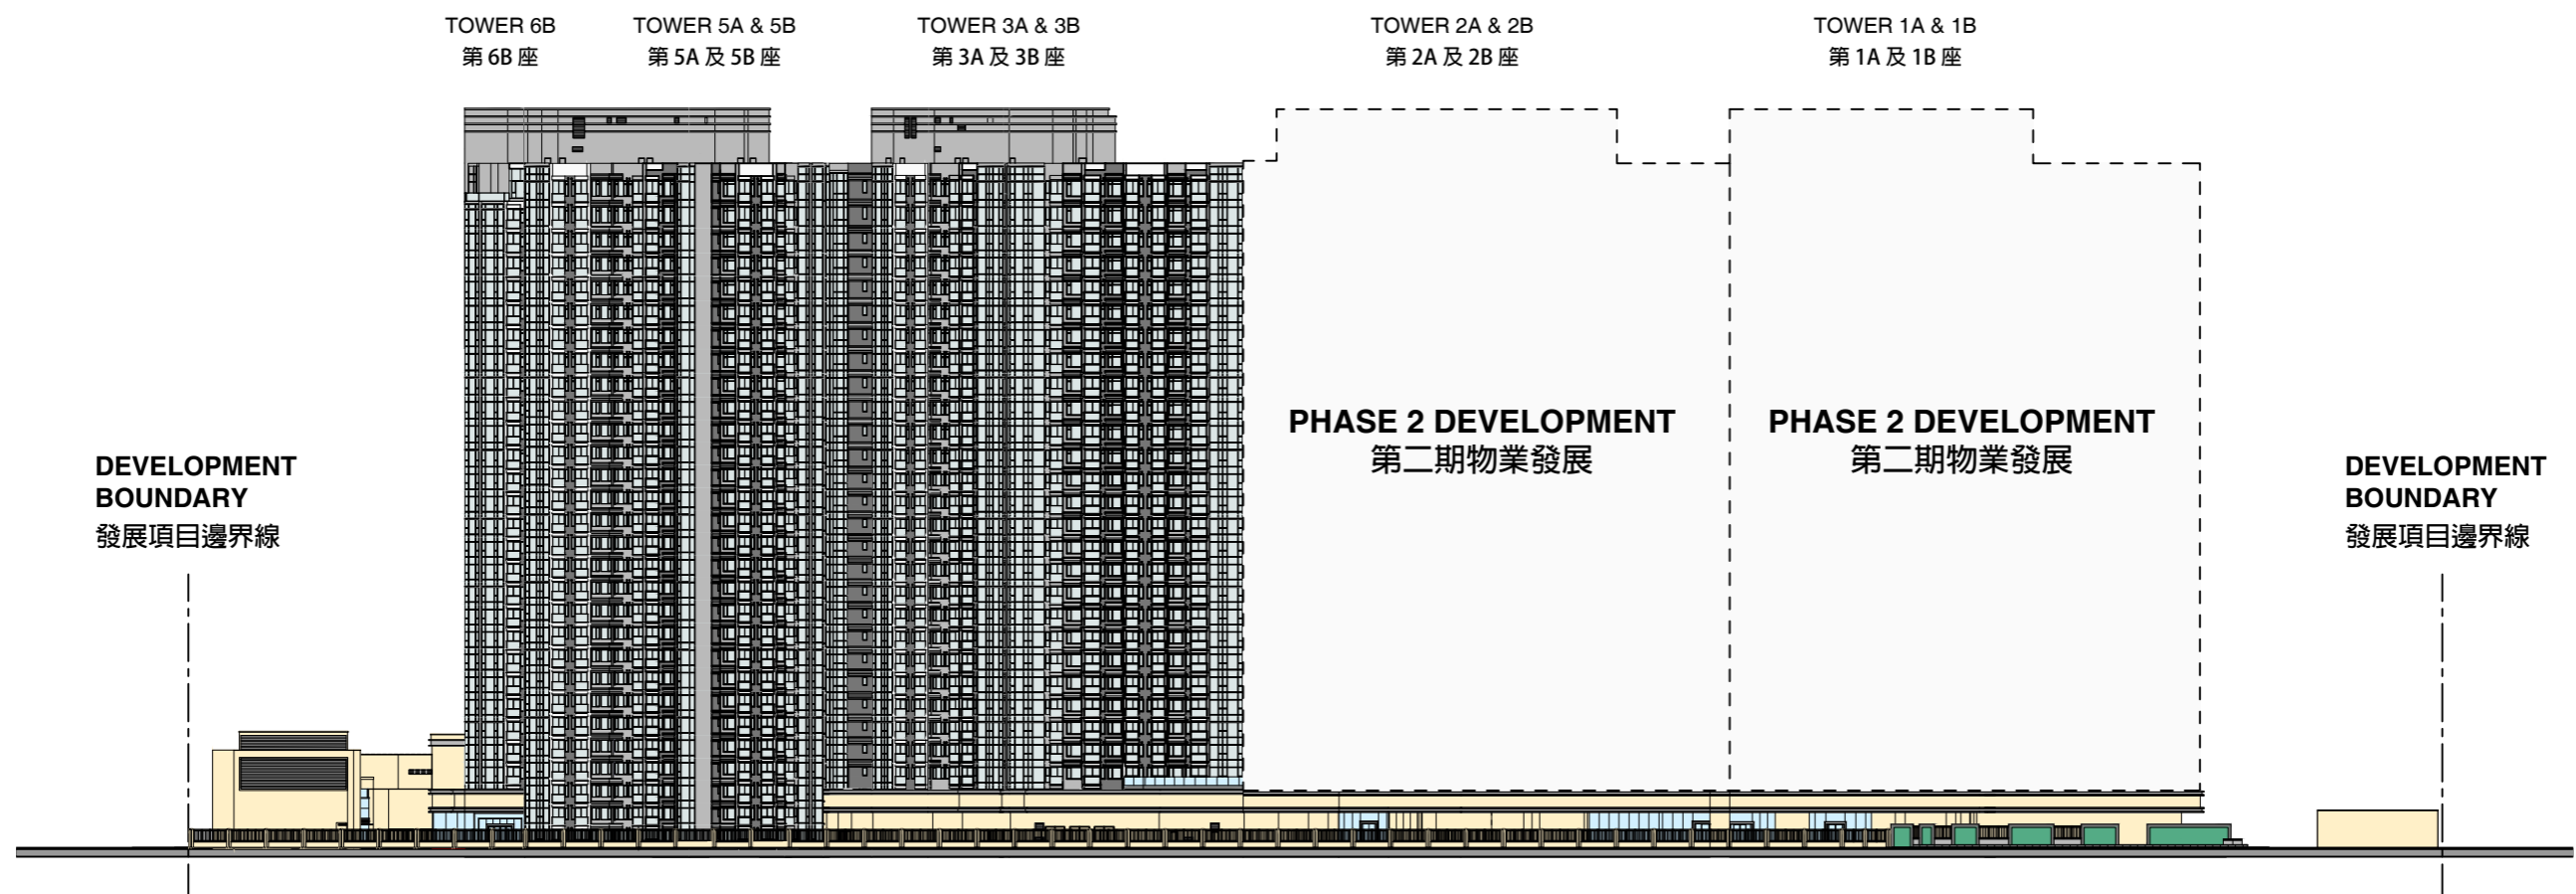 TOWER 6B
第 6B 座
TOWER 5A & 5B
第 5A 及 5B 座
TOWER 3A & 3B
第 3A 及 3B 座
TOWER 2A & 2B
第 2A 及 2B 座
TOWER 1A & 1B
第 1A 及 1B 座
PHASE 2 DEVELOPMENT
第二期物業發展
PHASE 2 DEVELOPMENT
第二期物業發展
DEVELOPMENT
BOUNDARY
發展項目邊界線
DEVELOPMENT
BOUNDARY
發展項目邊界線